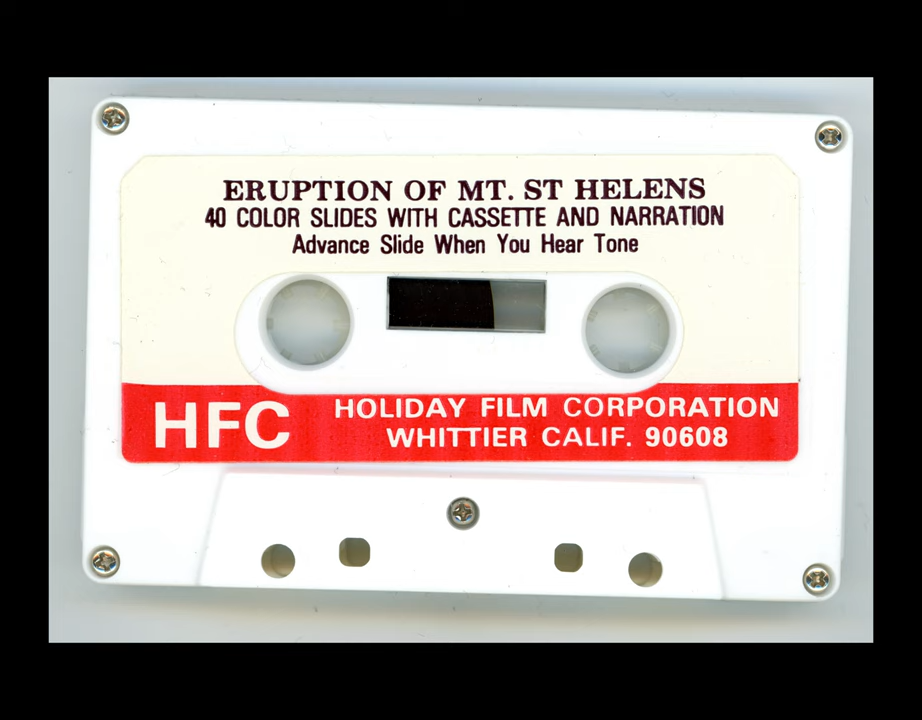 ERUPTION OF MT. ST HELENS
40 COLOR SLIDES WITH CASSETTE AND NARRATION
Advance Slide When You Hear Tone
HFC
HOLIDAY FILM CORPORATION
WHITTIER CALIF. 90608